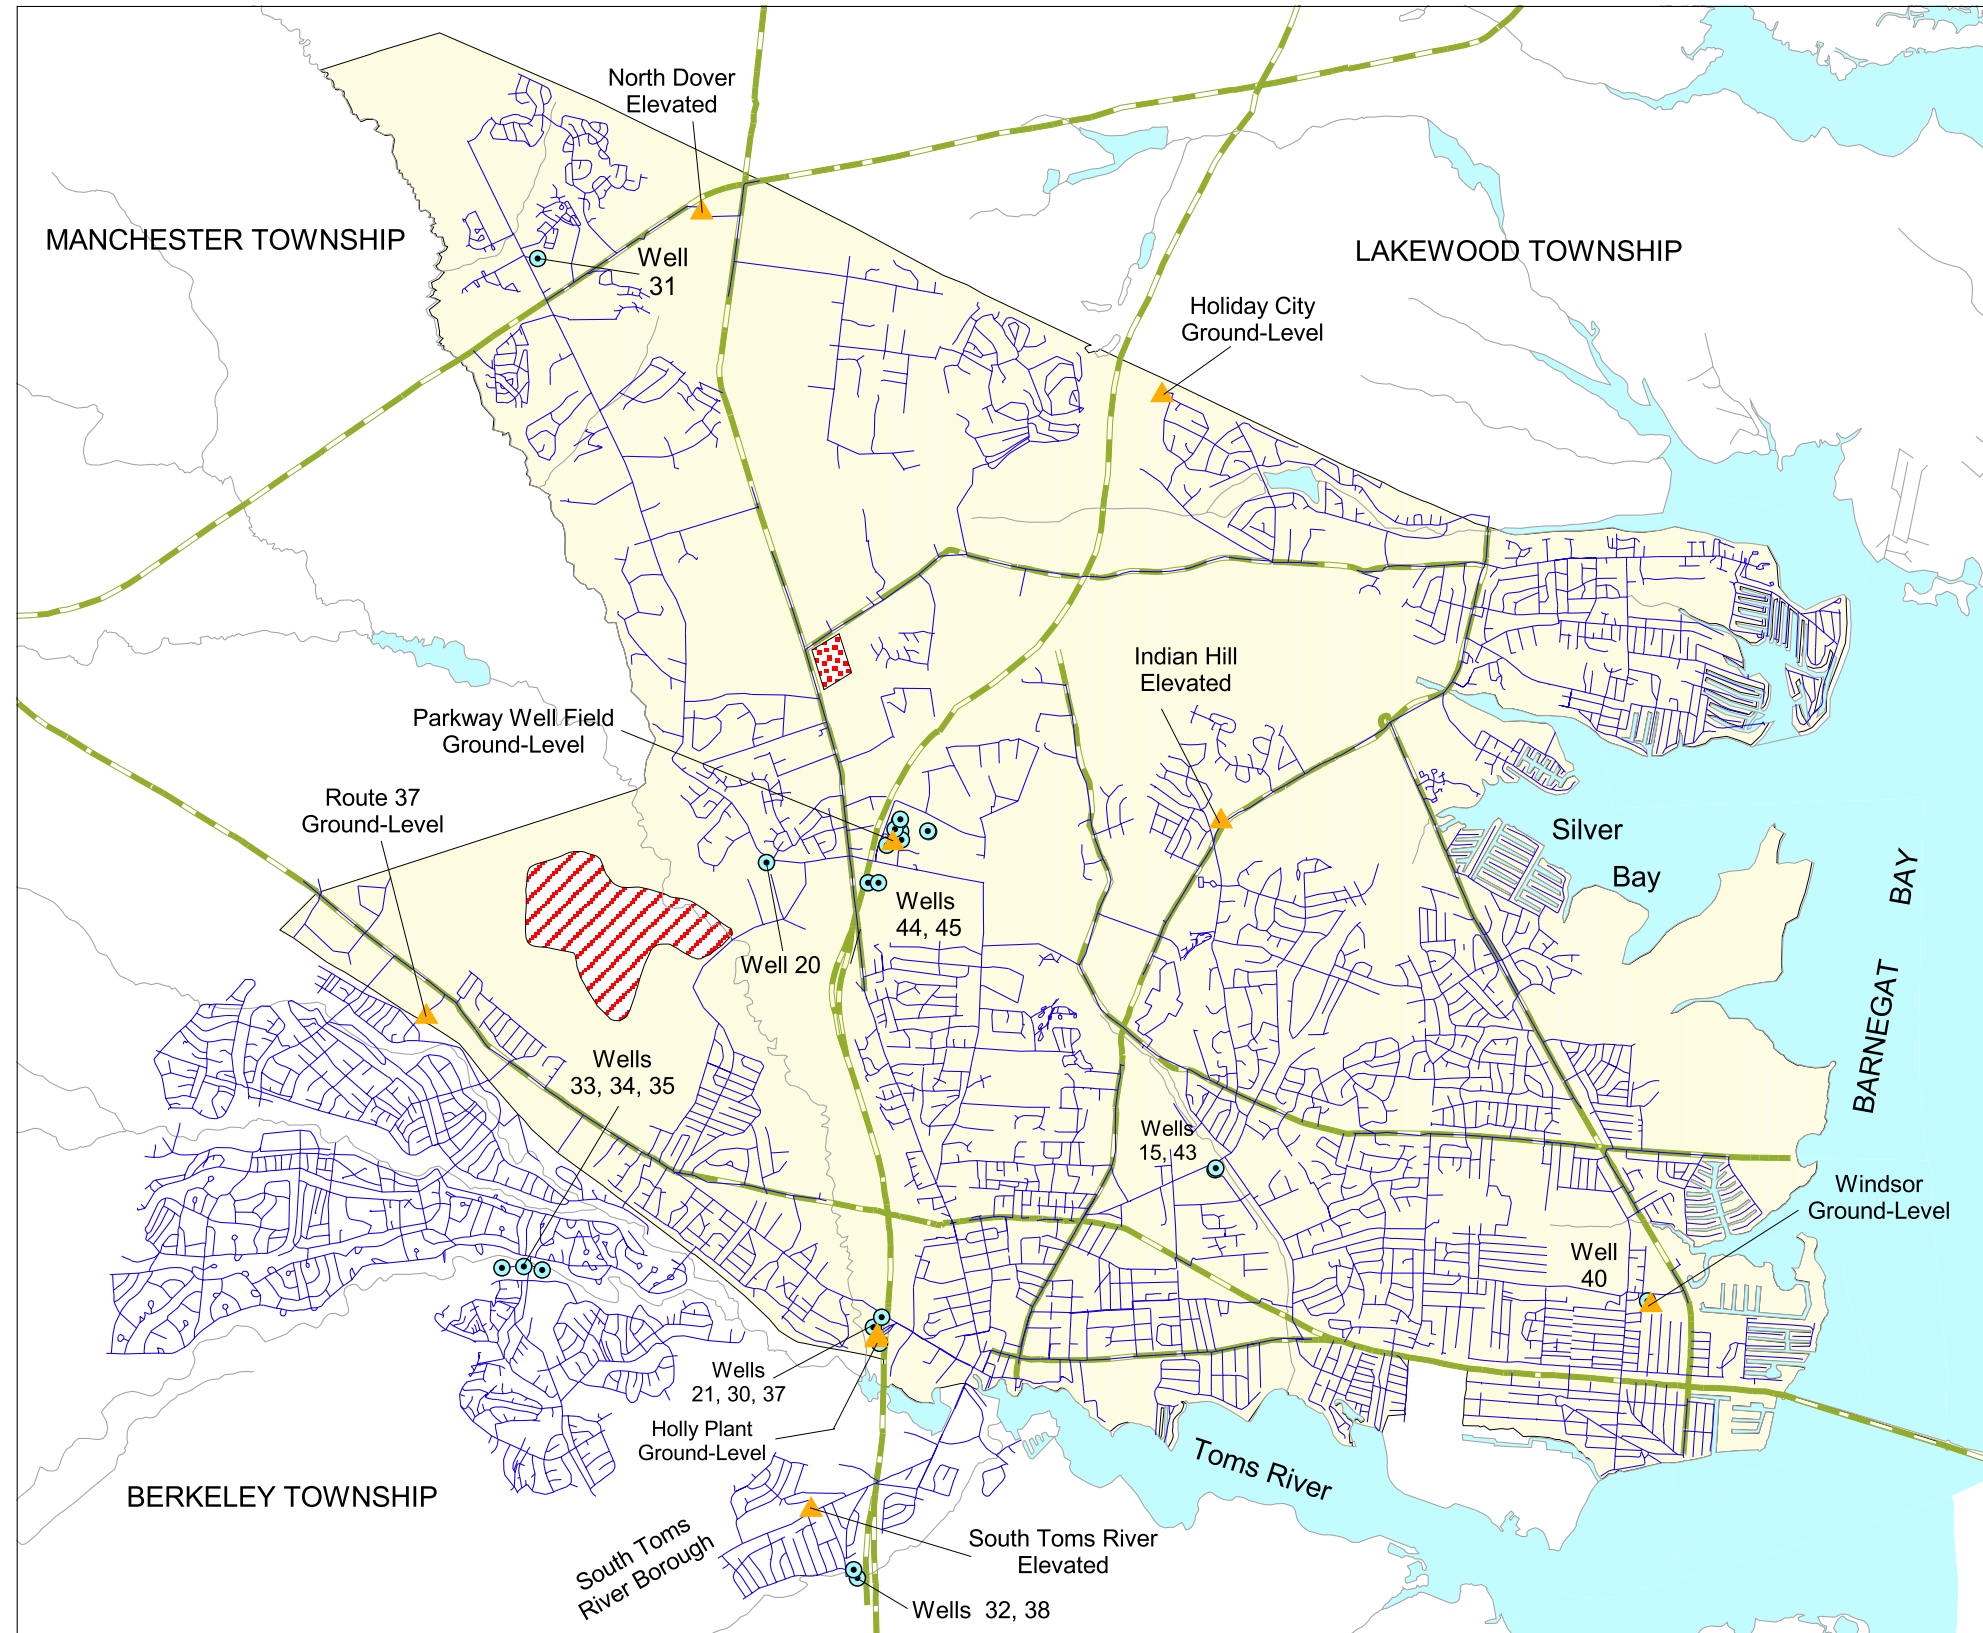 North Dover
Elevated
MANCHESTER TOWNSHIP
Well
31
LAKEWOOD TOWNSHIP
Holiday City
Ground-Level
Indian Hill
Elevated
Parkway Well Field
Ground-Level
Route 37
Ground-Level
Silver
Bay
BARNEGAT BAY
Wells
44, 45
Well 20
Wells
33, 34, 35
Wells
15, 43
Windsor
Ground-Level
Well
40
Wells
21, 30, 37
Holly Plant
Ground-Level
Toms River
BERKELEY TOWNSHIP
South Toms
River Borough
South Toms River
Elevated
Wells 32, 38